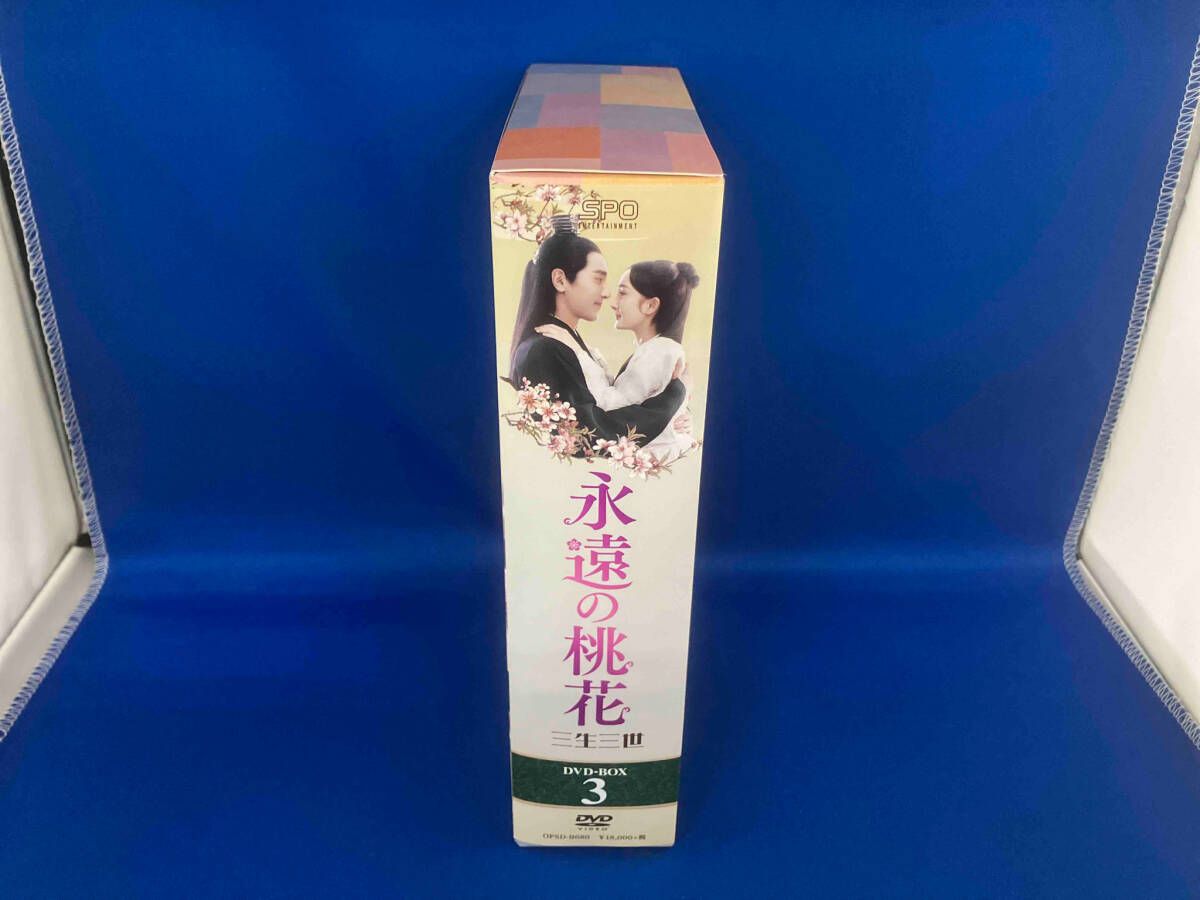 SPO
ENTERTAINMENT
永遠の桃花
三生三世
DVD-BOX
3
DVD
VIDEO
OPSD-B680 ¥18,000+税